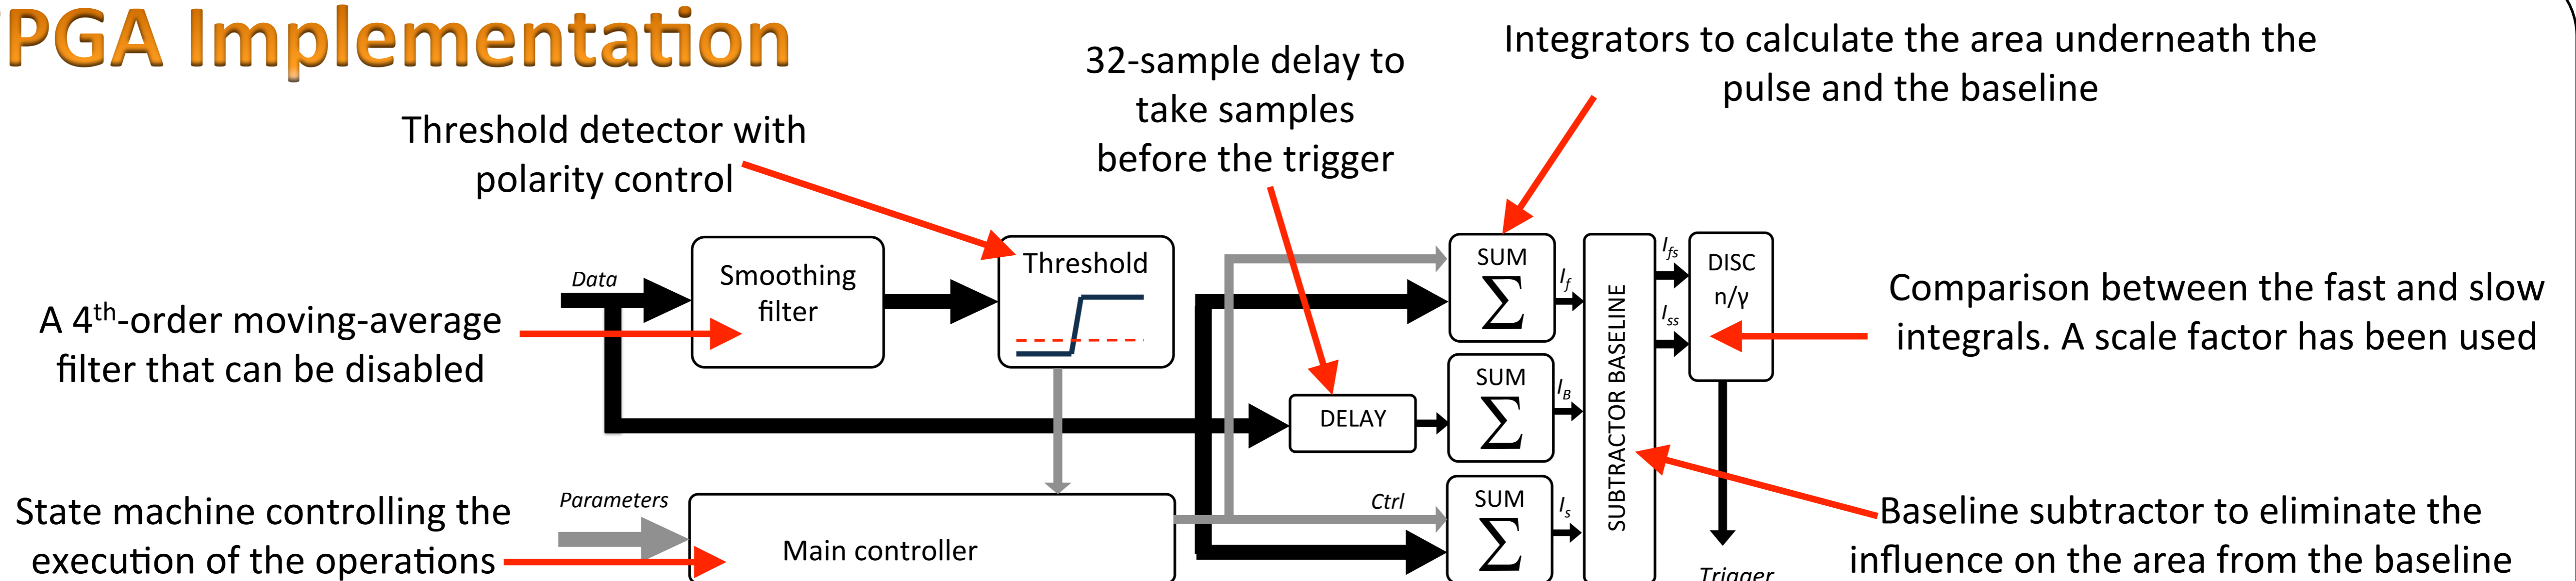 PGA Implementation
32-sample delay to
take samples
before the trigger
Integrators to calculate the area underneath the
pulse and the baseline
Threshold detector with
polarity control
Data
Smoothing
filter
Threshold
A 4th-order moving-average
filter that can be disabled
DELAY
SUM
Σ
If
SUM
Σ
IB
SUM
Σ
Is
SUBTRACTOR BASELINE
Ifs
Iss
DISC
n/γ
Comparison between the fast and slow
integrals. A scale factor has been used
State machine controlling the
execution of the operations
Parameters
Main controller
Ctrl
Trigger
Baseline subtractor to eliminate the
influence on the area from the baseline